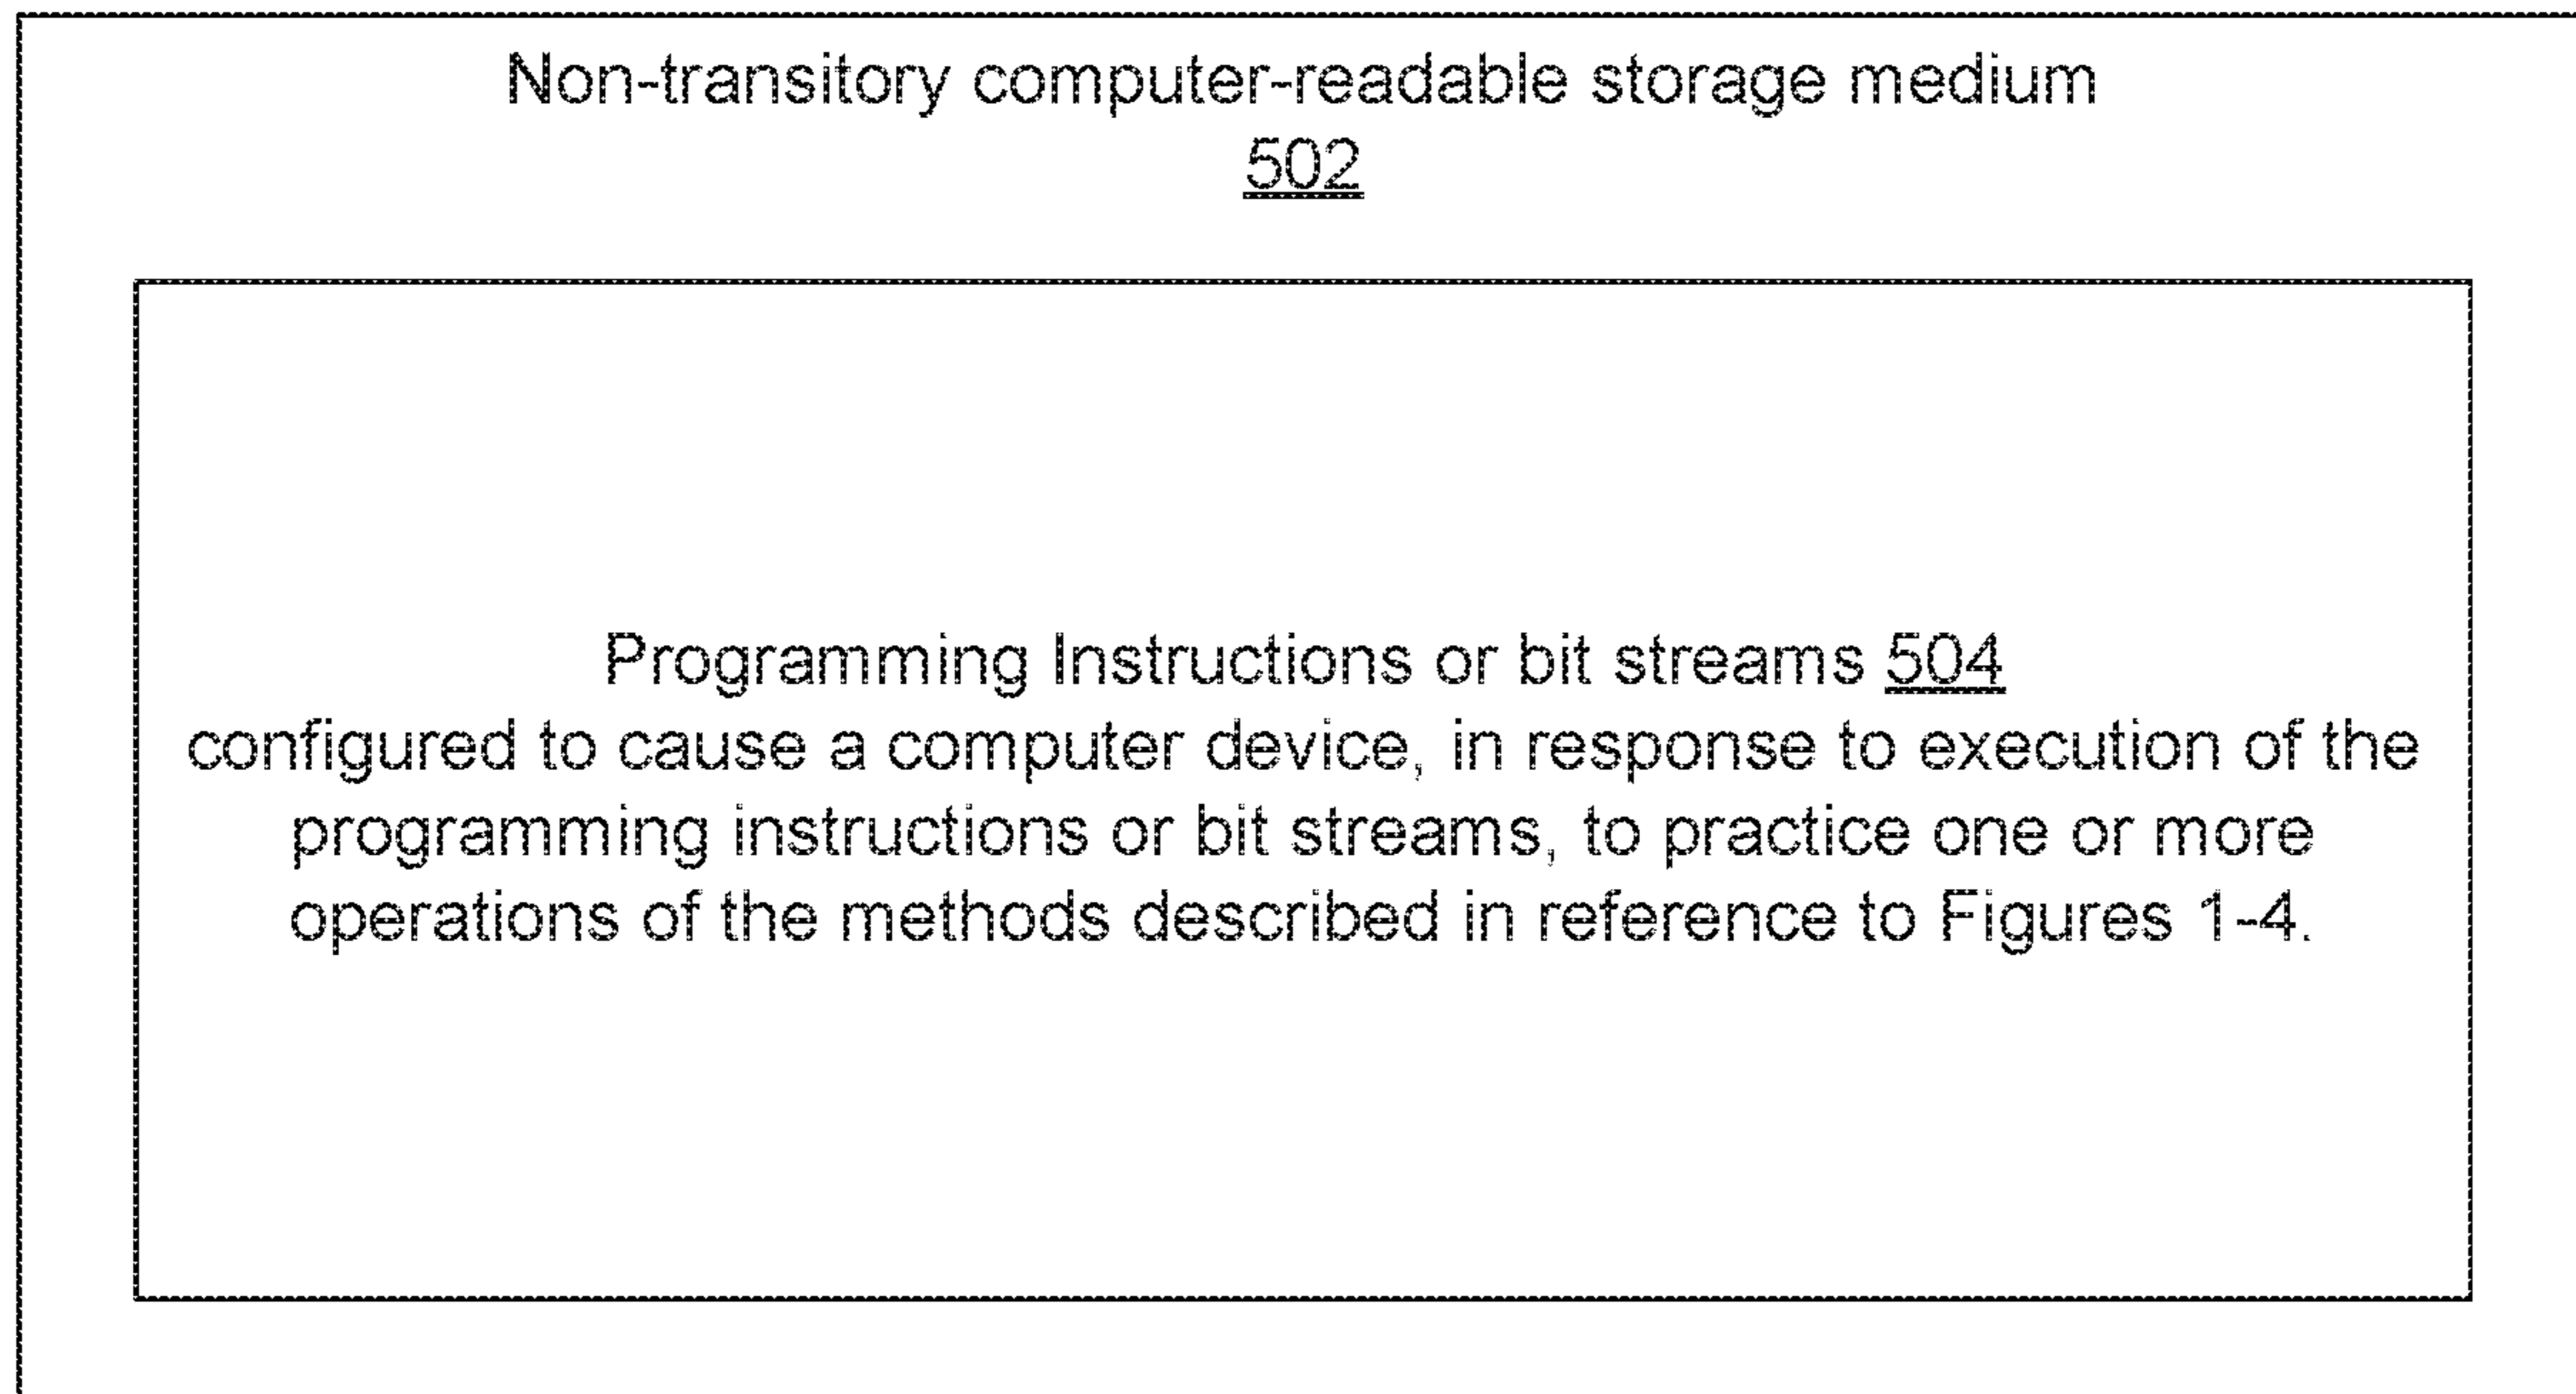 Non-transitory computer-readable storage medium
502
Programming Instructions or bit streams 504
configured to cause a computer device, in response to execution of the
programming instructions or bit streams, to practice one or more
operations of the methods described in reference to Figures 1-4.